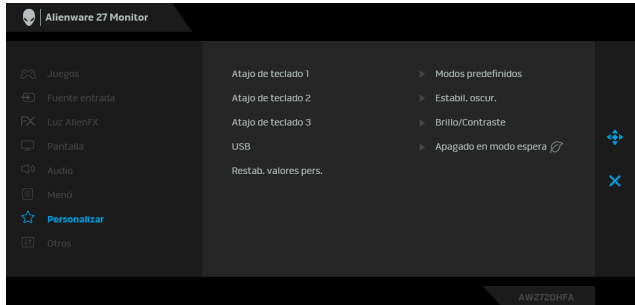 Alienware 27 Monitor
Juegos
Fuente entrada
FX Luz AlienFX
Pantalla
Audio
Menú
Personalizar
Otros
Atajo de teclado 1 Modos predefinidos
Atajo de teclado 2 Estabil. oscur.
Atajo de teclado 3 Brillo/Contraste
USB Apagado en modo espera
Restab. valores pers.
AW2720HFA